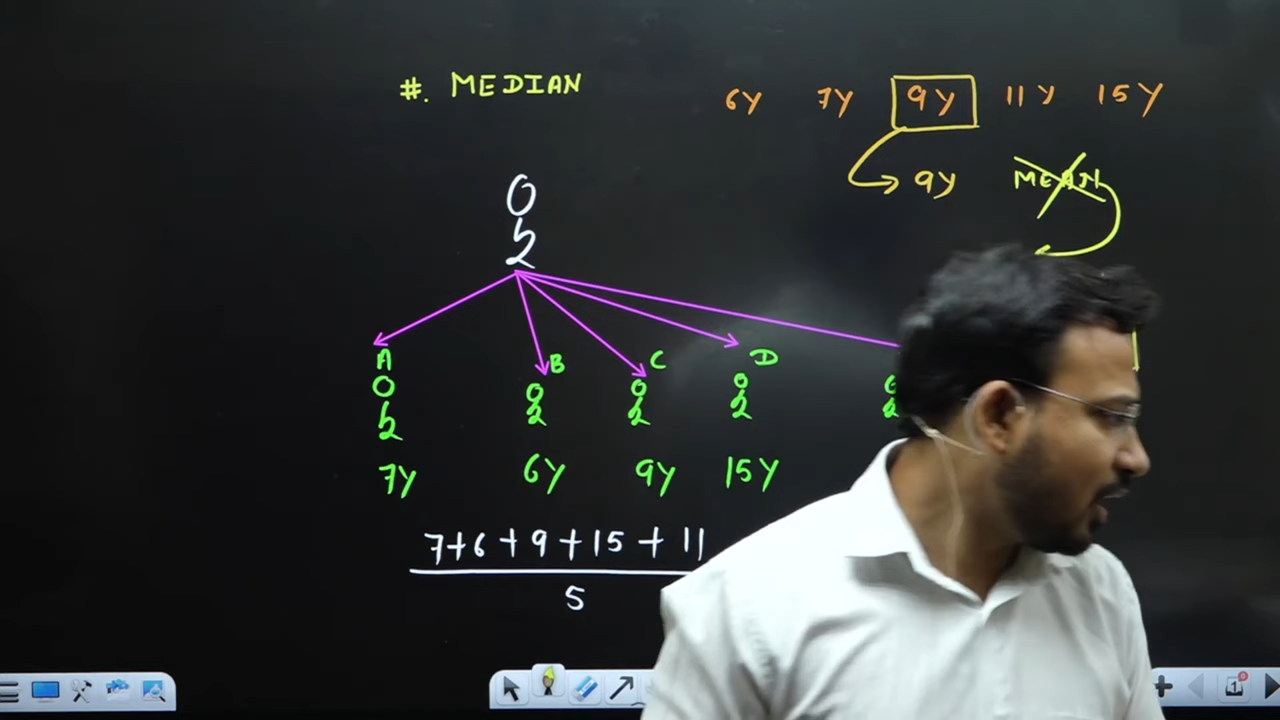 #. MEDIAN
6Y 7Y 9Y 11Y 15Y
9Y MEAN
A
B C D
7Y 6Y 9Y 15Y
7+6+9+15+11
5